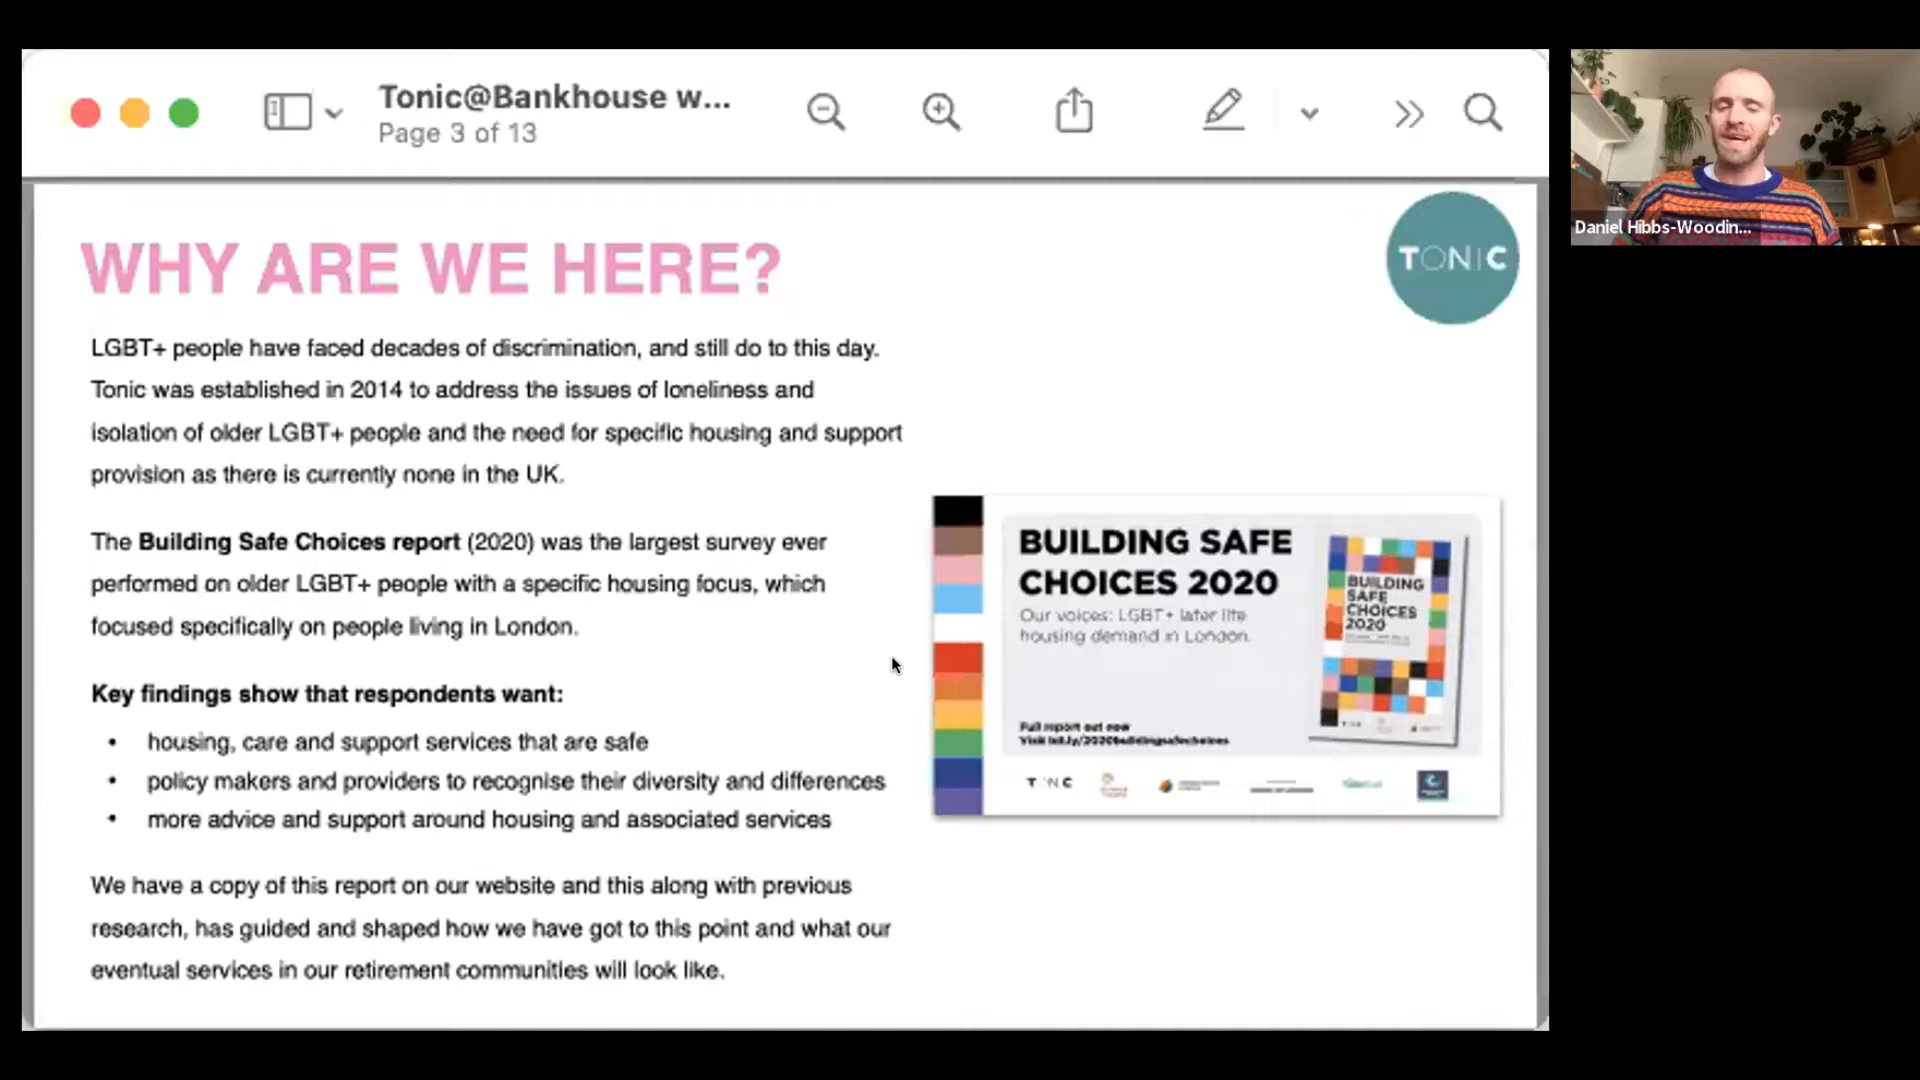 Tonic@Bankhouse w...
Page 3 of 13
Daniel Hibbs-Woodin...
WHY ARE WE HERE?
TONIC
LGBT+ people have faced decades of discrimination, and still do to this day.
Tonic was established in 2014 to address the issues of loneliness and
isolation of older LGBT+ people and the need for specific housing and support
provision as there is currently none in the UK.
The Building Safe Choices report (2020) was the largest survey ever
performed on older LGBT+ people with a specific housing focus, which
focused specifically on people living in London.
Key findings show that respondents want:
• housing, care and support services that are safe
• policy makers and providers to recognise their diversity and differences
• more advice and support around housing and associated services
We have a copy of this report on our website and this along with previous
research, has guided and shaped how we have got to this point and what our
eventual services in our retirement communities will look like.
BUILDING SAFE
CHOICES 2020
Our voices: LGBT+ later life
housing demand in London.
Full report out now
Visit bit.ly/2020buildingsafechoices
BUILDING
SAFE
CHOICES
2020
TONIC